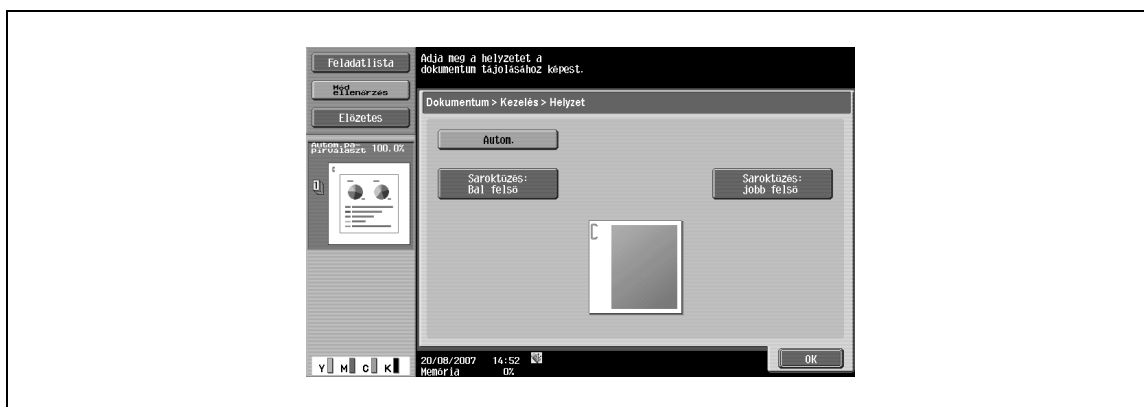 Feladatlista
Mód
ellenőrzés
Előzetes
Autom.pa-
pírválaszt 100.0%
Adja meg a helyzetet a
dokumentum tájolásához képest.
Dokumentum > Kezelés > Helyzet
Autom.
Saroktűzés:
Bal felső
Saroktűzés:
jobb felső
Y M C K
20/08/2007 14:52
Memória 0%
OK